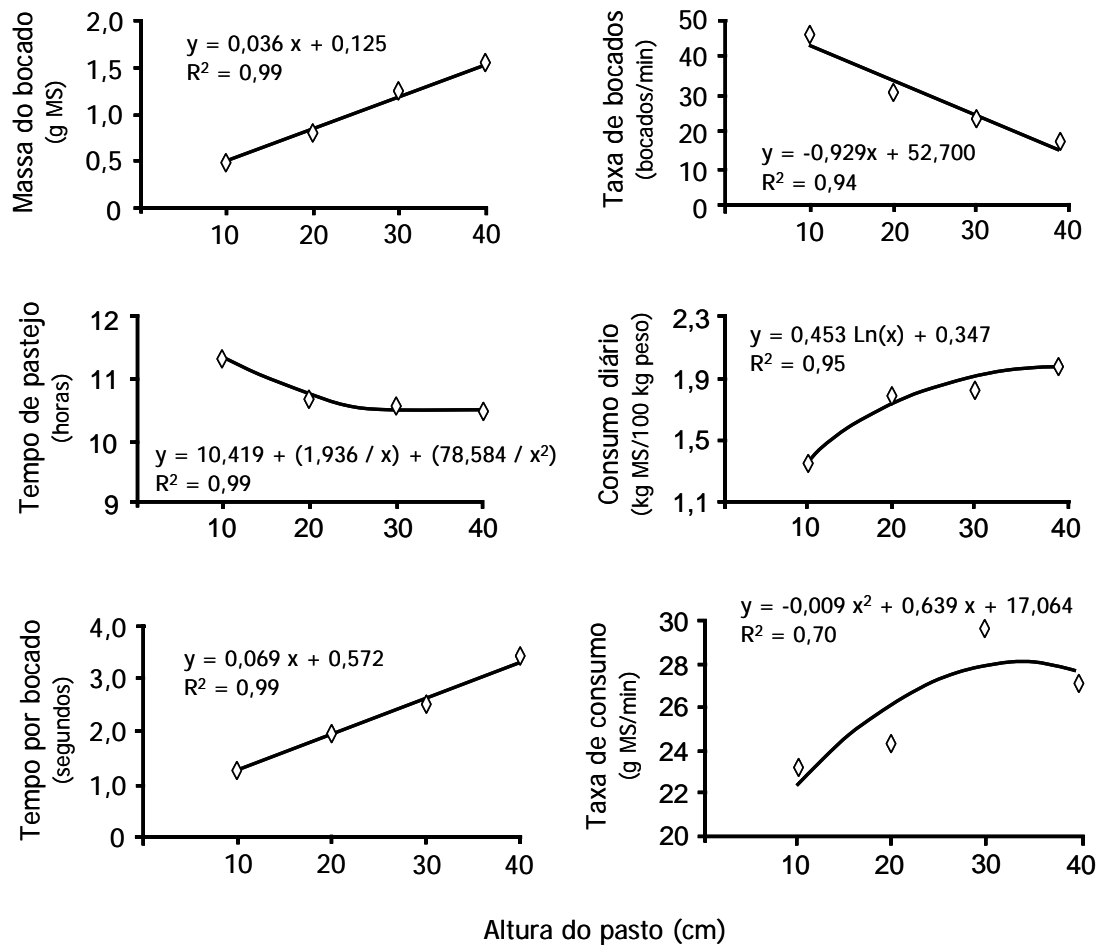 Massa do bocado
(g MS)
2,0
1,5
1,0
0,5
0
y = 0,036 x + 0,125
R² = 0,99
10 20 30 40
Taxa de bocados
(bocados/min)
50
40
30
20
10
0
y = -0,929x + 52,700
R² = 0,94
10 20 30 40
Tempo de pastejo
(horas)
12
11
10
9
y = 10,419 + (1,936 / x) + (78,584 / x²)
R² = 0,99
10 20 30 40
Consumo diário
(kg MS/100 kg peso)
2,3
1,9
1,5
1,1
y = 0,453 Ln(x) + 0,347
R² = 0,95
10 20 30 40
Tempo por bocado
(segundos)
4,0
3,0
2,0
1,0
0
y = 0,069 x + 0,572
R² = 0,99
10 20 30 40
Taxa de consumo
(g MS/min)
30
28
26
24
22
20
y = -0,009 x² + 0,639 x + 17,064
R² = 0,70
10 20 30 40
Altura do pasto (cm)